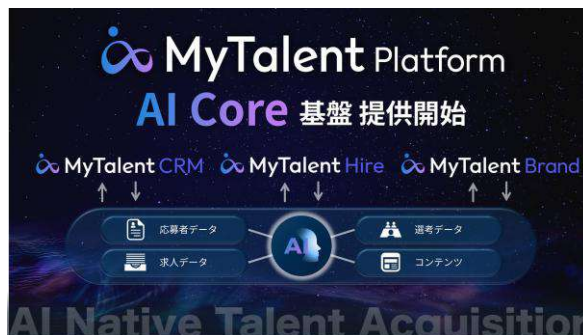 MyTalent Platform
AI Core 基盤 提供開始
MyTalent CRM MyTalent Hire MyTalent Brand
応募者データ AI 選考データ
求人データ コンテンツ
AI Native Talent Acquisition